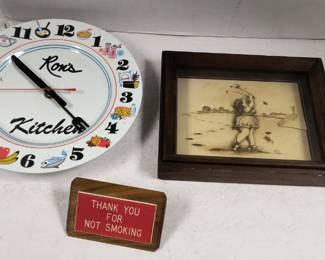 11
12
1
2
3
4
5
6
Ron's
Kitchen
THANK YOU
FOR
NOT SMOKING